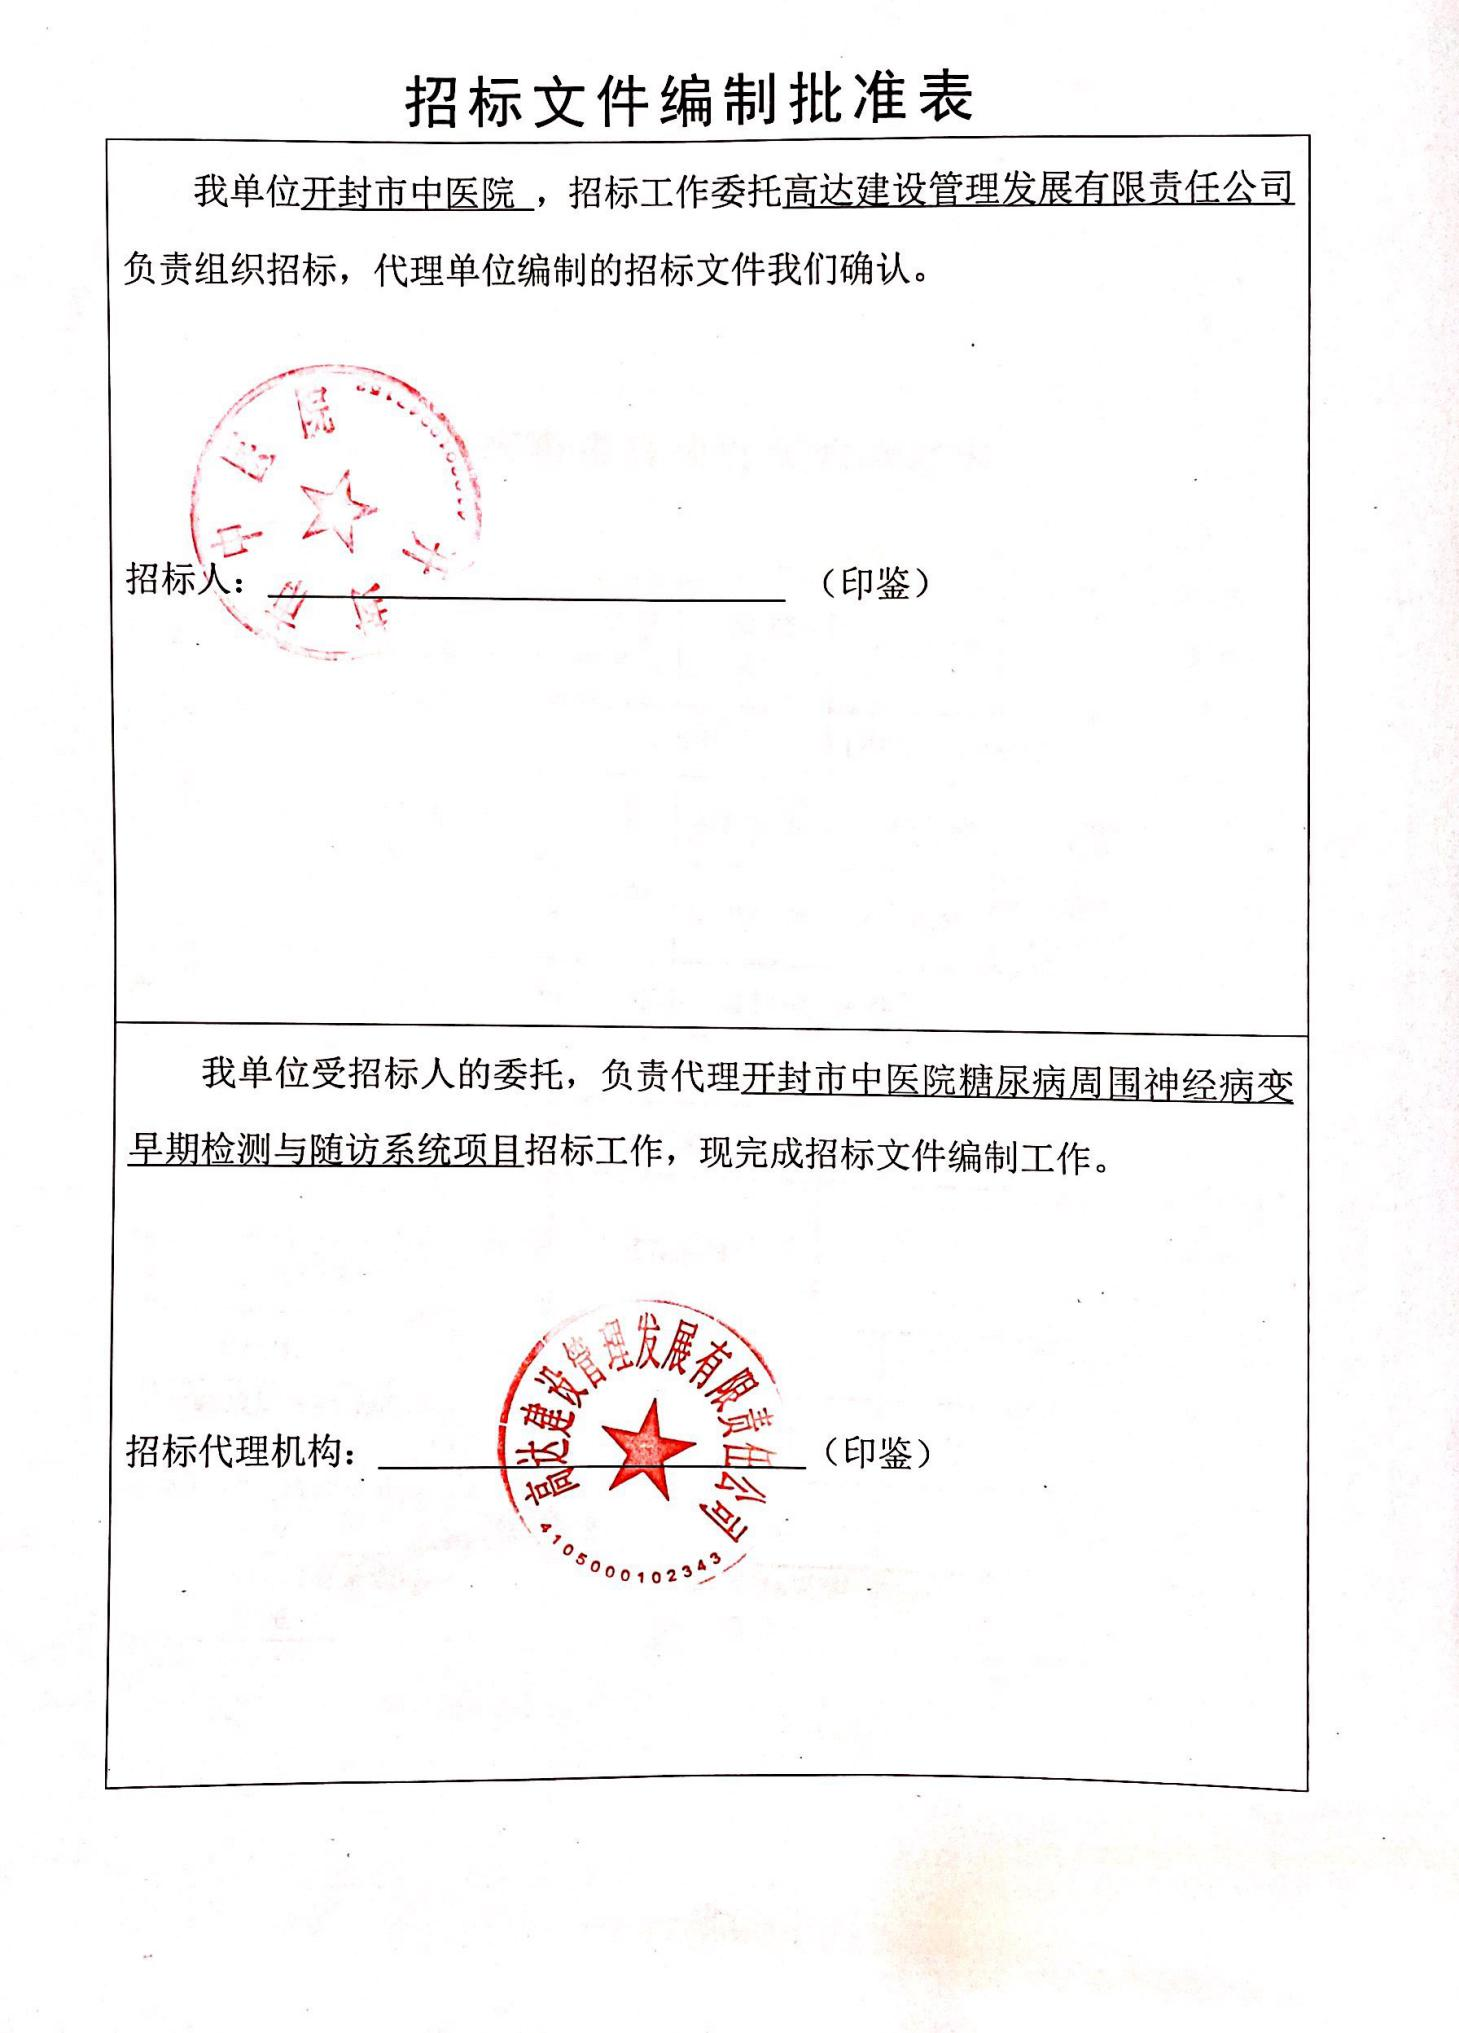 招标文件编制批准表
我单位开封市中医院 ，招标工作委托高达建设管理发展有限责任公司
负责组织招标，代理单位编制的招标文件我们确认。
开封市中医院
招标人： （印鉴）
我单位受招标人的委托，负责代理开封市中医院糖尿病周围神经病变
早期检测与随访系统项目招标工作，现完成招标文件编制工作。
高达建设管理发展有限责任公司
招标代理机构： （印鉴）
4105000102343